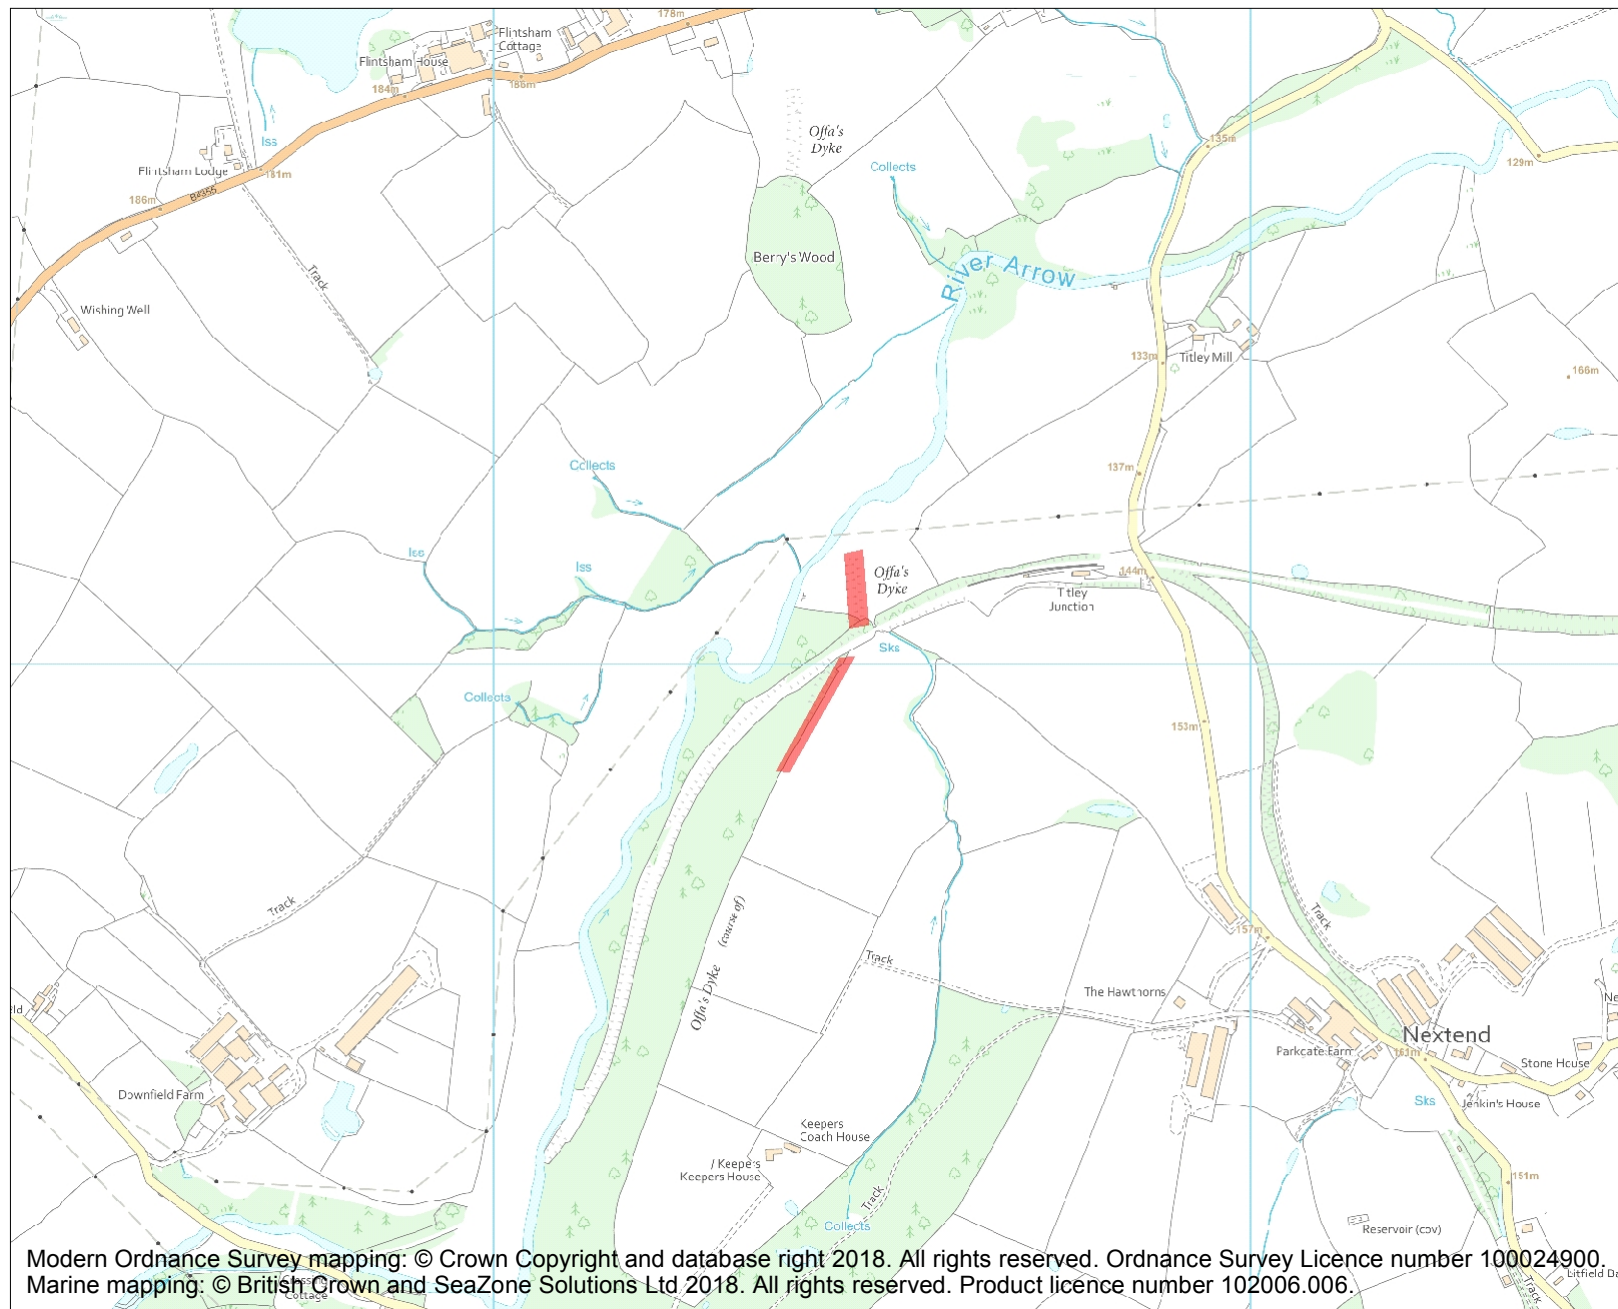 178m
Flintsham
Cottage
Flintsham House
186m
184m
Offa's
Dyke
135m
Iss
Collects
129m
Flintsham Lodge
181m
B4355
186m
Berry's Wood
River Arrow
Track
Wishing Well
133m
Titley Mill
166m
Collects
137m
Iss
Iss
Offa's
Dyke
144m
Titley
Junction
Sks
Collects
153m
Track
Offa's Dyke (course of)
Track
157m
Track
The Hawthorns
Nextend
Parkgate Farm
161m
Stone House
Downfield Farm
Sks
Jenkin's House
Keepers
Coach House
/ Keepers
Keepers House
Track
151m
Collects
Reservoir (cov)
Modern Ordnance Survey mapping: © Crown Copyright and database right 2018. All rights reserved. Ordnance Survey Licence number 100024900.
Marine mapping: © British Crown and SeaZone Solutions Ltd 2018. All rights reserved. Product licence number 102006.006.
Crossing
Cottage
Track